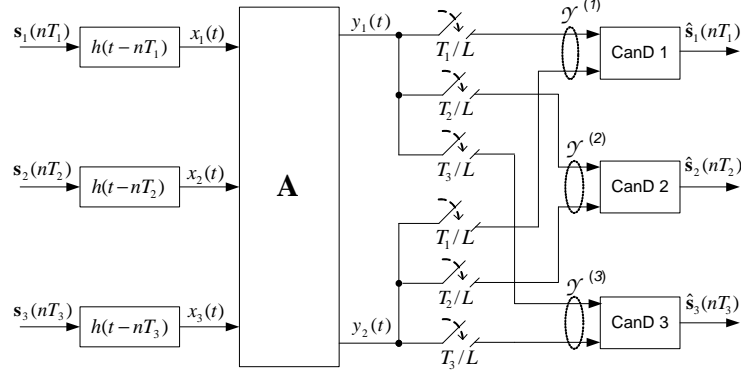 s₁(nT₁)
h(t−nT₁)
x₁(t)
s₂(nT₂)
h(t−nT₂)
x₂(t)
s₃(nT₃)
h(t−nT₃)
x₃(t)
A
y₁(t)
y₂(t)
T₁/L
T₂/L
T₃/L
T₁/L
T₂/L
T₃/L
𝒴⁽¹⁾
𝒴⁽²⁾
𝒴⁽³⁾
CanD 1
ŝ₁(nT₁)
CanD 2
ŝ₂(nT₂)
CanD 3
ŝ₃(nT₃)